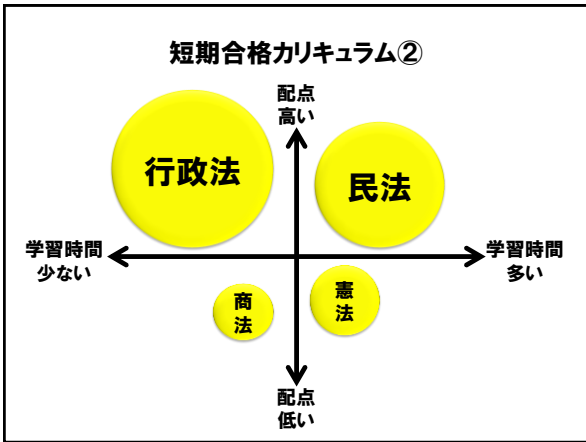 短期合格カリキュラム②
配点
高い
行政法
民法
学習時間
少ない
学習時間
多い
商
法
憲
法
配点
低い